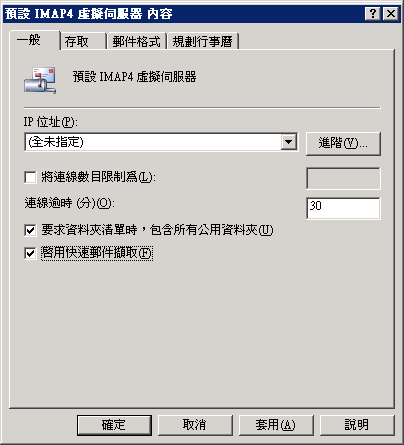 預設 IMAP4 虛擬伺服器 內容
一般 存取 郵件格式 規劃行事曆
預設 IMAP4 虛擬伺服器
IP 位址(P):
(全未指定) 進階(V)...
將連線數目限制為(L):
連線逾時 (分)(O): 30
要求資料夾清單時，包含所有公用資料夾(U)
啟用快速郵件擷取(F)
確定 取消 套用(A) 說明